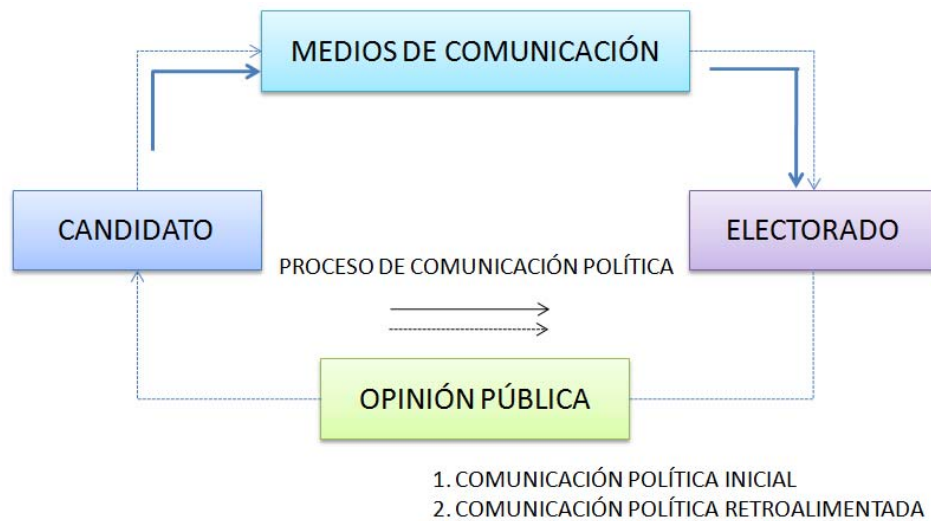 MEDIOS DE COMUNICACIÓN
CANDIDATO
ELECTORADO
PROCESO DE COMUNICACIÓN POLÍTICA
OPINIÓN PÚBLICA
1. COMUNICACIÓN POLÍTICA INICIAL
2. COMUNICACIÓN POLÍTICA RETROALIMENTADA